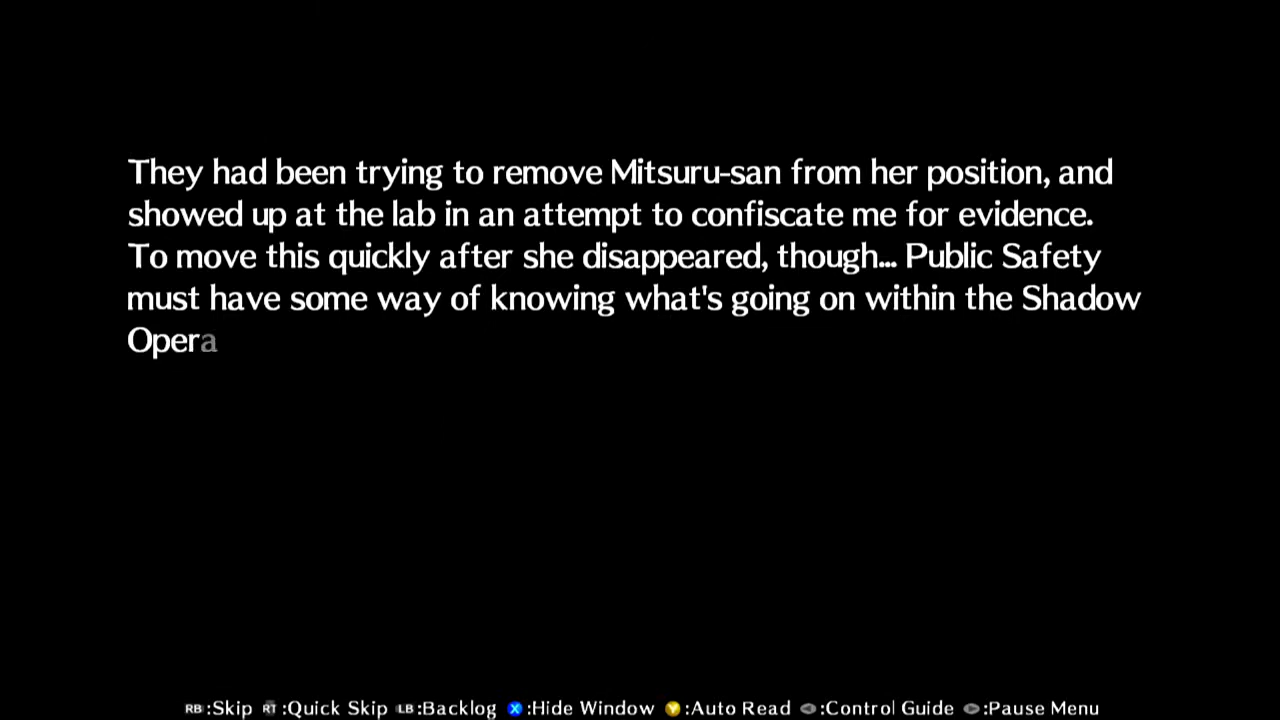 They had been trying to remove Mitsuru-san from her position, and
showed up at the lab in an attempt to confiscate me for evidence.
To move this quickly after she disappeared, though... Public Safety
must have some way of knowing what's going on within the Shadow
Opera
RB:Skip RT:Quick Skip LB:Backlog X:Hide Window Y:Auto Read :Control Guide :Pause Menu